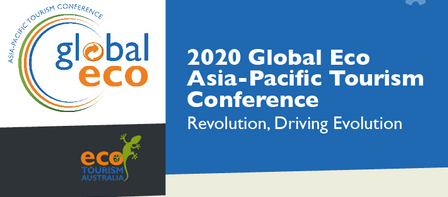 ASIA-PACIFIC TOURISM CONFERENCE
global
eco
eco
TOURISM
AUSTRALIA
2020 Global Eco
Asia-Pacific Tourism
Conference
Revolution, Driving Evolution